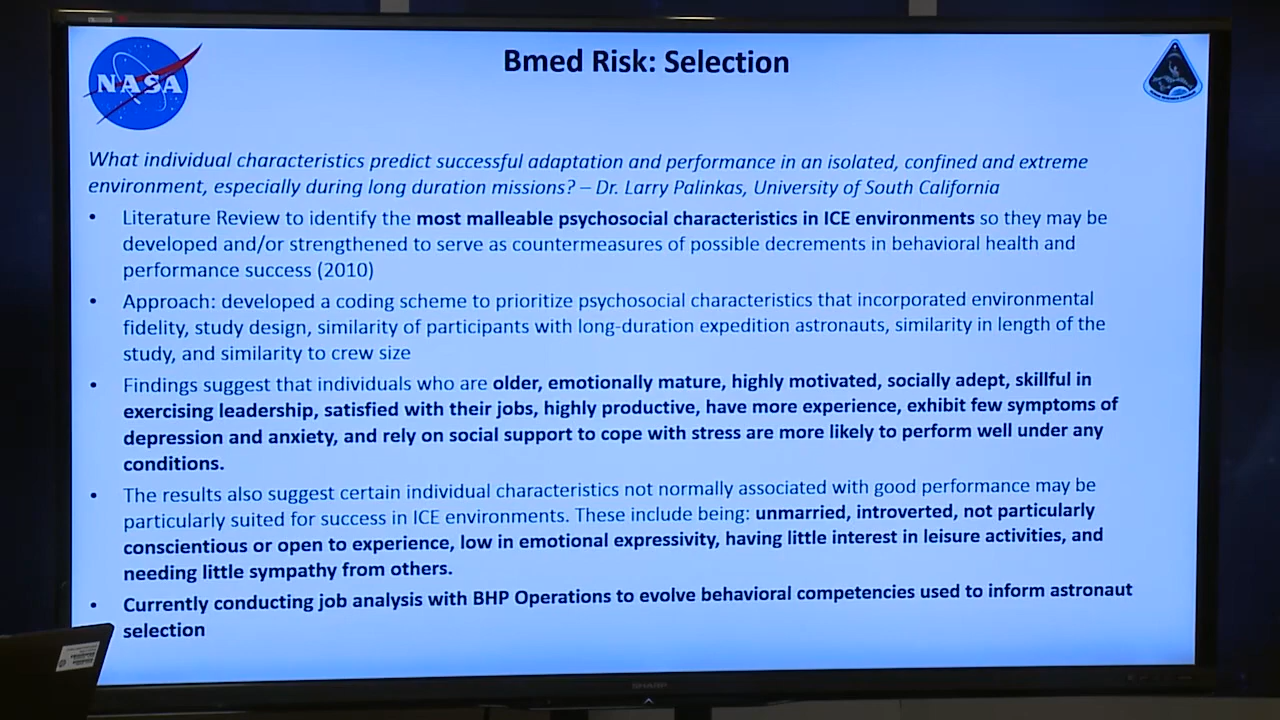 Bmed Risk: Selection
NASA
What individual characteristics predict successful adaptation and performance in an isolated, confined and extreme
environment, especially during long duration missions? – Dr. Larry Palinkas, University of South California
• Literature Review to identify the most malleable psychosocial characteristics in ICE environments so they may be
developed and/or strengthened to serve as countermeasures of possible decrements in behavioral health and
performance success (2010)
• Approach: developed a coding scheme to prioritize psychosocial characteristics that incorporated environmental
fidelity, study design, similarity of participants with long-duration expedition astronauts, similarity in length of the
study, and similarity to crew size
• Findings suggest that individuals who are older, emotionally mature, highly motivated, socially adept, skillful in
exercising leadership, satisfied with their jobs, highly productive, have more experience, exhibit few symptoms of
depression and anxiety, and rely on social support to cope with stress are more likely to perform well under any
conditions.
• The results also suggest certain individual characteristics not normally associated with good performance may be
particularly suited for success in ICE environments. These include being: unmarried, introverted, not particularly
conscientious or open to experience, low in emotional expressivity, having little interest in leisure activities, and
needing little sympathy from others.
• Currently conducting job analysis with BHP Operations to evolve behavioral competencies used to inform astronaut
selection
SHARP